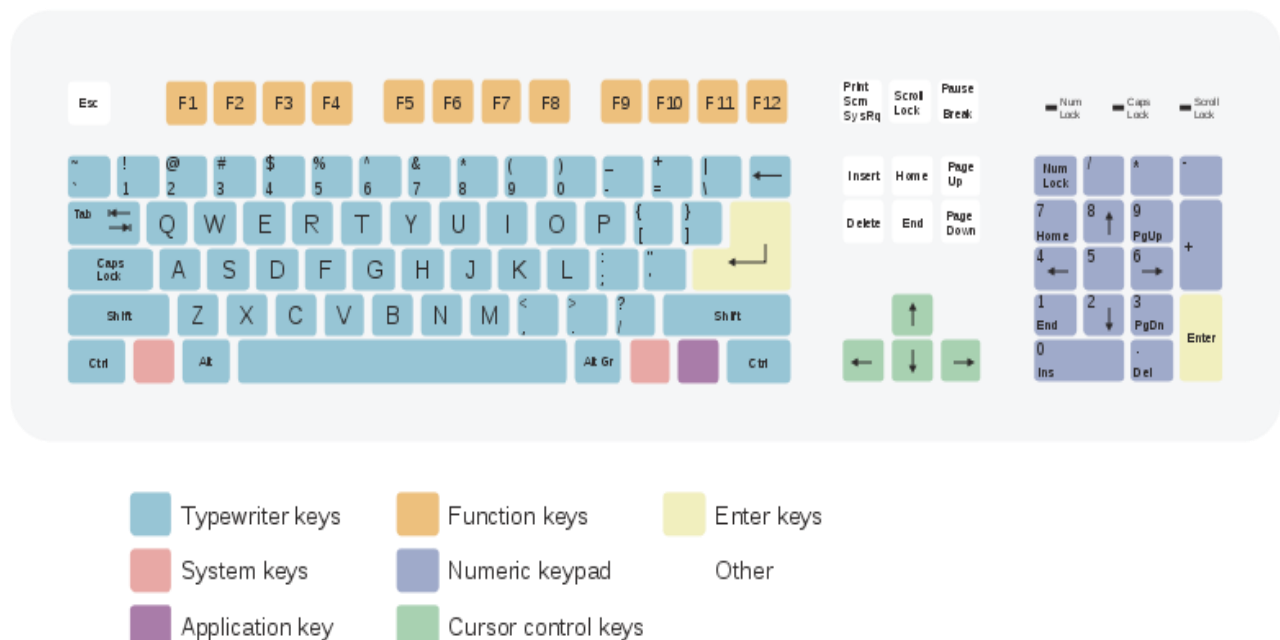 Esc F1 F2 F3 F4 F5 F6 F7 F8 F9 F10 F11 F12
Print
Scrn
SysRq
Scroll
Lock
Pause
Break
Num
Lock
Caps
Lock
Scroll
Lock
~ ! @ # $ % ^ & * ( ) _ + |
` 1 2 3 4 5 6 7 8 9 0 - = \ ←
Insert Home Page
Up
Num
Lock
/ * -
Tab Q W E R T Y U I O P { }
[ ]
Delete End Page
Down
7 8 ↑ 9
Home PgUp
+
Caps
Lock
A S D F G H J K L : "
; '
4 ← 5 6 →
Shift Z X C V B N M < > ?
, . /
Shift
↑
1 2 ↓ 3
End PgDn
Enter
Ctrl Alt Alt Gr Ctrl
← ↓ →
0 .
Ins Del
Typewriter keys Function keys Enter keys
System keys Numeric keypad Other
Application key Cursor control keys